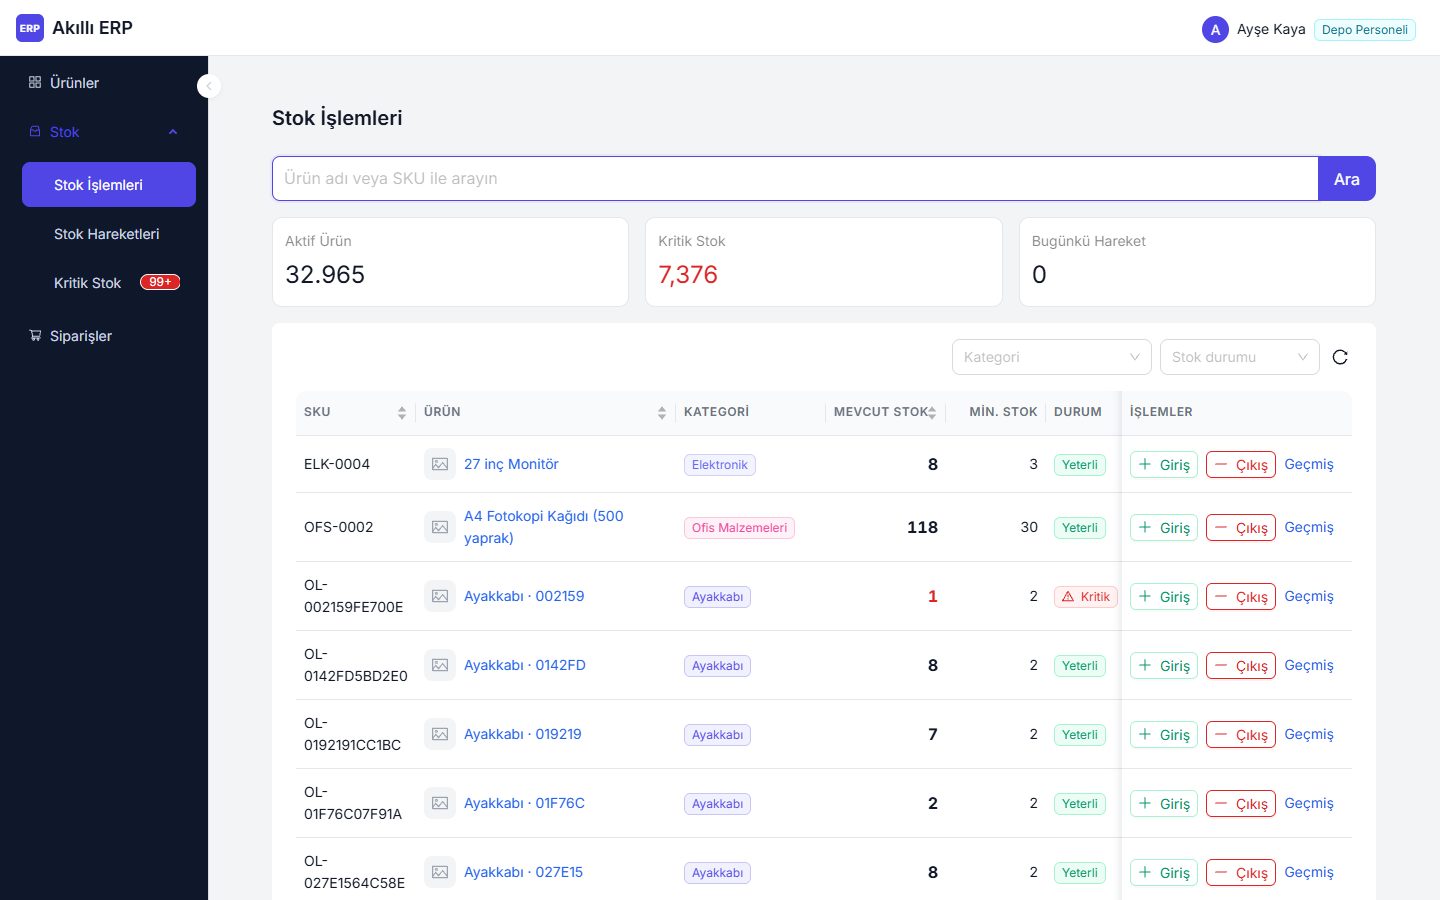 ERP Akıllı ERP
A Ayşe Kaya Depo Personeli
Ürünler
Stok
Stok İşlemleri
Stok Hareketleri
Kritik Stok 99+
Siparişler
Stok İşlemleri
Ürün adı veya SKU ile arayın Ara
Aktif Ürün
32.965
Kritik Stok
7,376
Bugünkü Hareket
0
Kategori Stok durumu
SKU ÜRÜN KATEGORİ MEVCUT STOK MİN. STOK DURUM İŞLEMLER
ELK-0004 27 inç Monitör Elektronik 8 3 Yeterli + Giriş — Çıkış Geçmiş
OFS-0002 A4 Fotokopi Kağıdı (500
yaprak) Ofis Malzemeleri 118 30 Yeterli + Giriş — Çıkış Geçmiş
OL-
002159FE700E Ayakkabı · 002159 Ayakkabı 1 2 Kritik + Giriş — Çıkış Geçmiş
OL-
0142FD5BD2E0 Ayakkabı · 0142FD Ayakkabı 8 2 Yeterli + Giriş — Çıkış Geçmiş
OL-
0192191CC1BC Ayakkabı · 019219 Ayakkabı 7 2 Yeterli + Giriş — Çıkış Geçmiş
OL-
01F76C07F91A Ayakkabı · 01F76C Ayakkabı 2 2 Yeterli + Giriş — Çıkış Geçmiş
OL-
027E1564C58E Ayakkabı · 027E15 Ayakkabı 8 2 Yeterli + Giriş — Çıkış Geçmiş